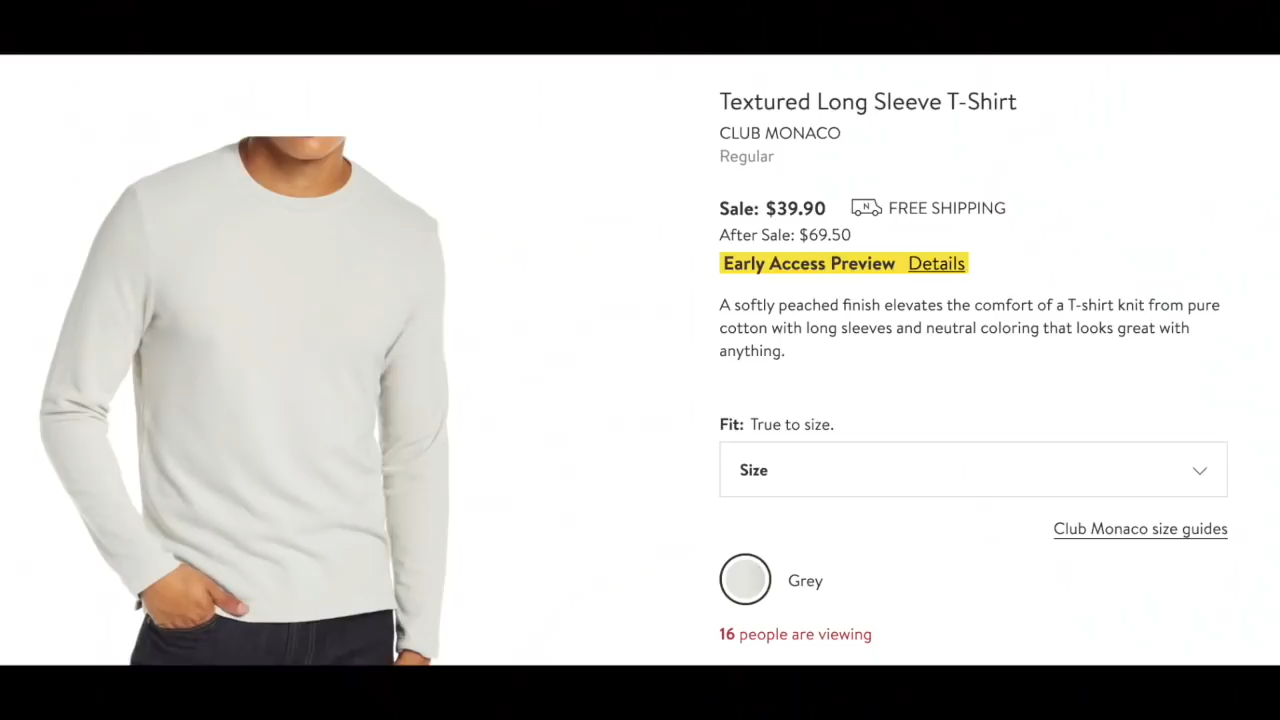 Textured Long Sleeve T-Shirt
CLUB MONACO
Regular
Sale: $39.90 N FREE SHIPPING
After Sale: $69.50
Early Access Preview Details
A softly peached finish elevates the comfort of a T-shirt knit from pure
cotton with long sleeves and neutral coloring that looks great with
anything.
Fit: True to size.
Size
Club Monaco size guides
Grey
16 people are viewing